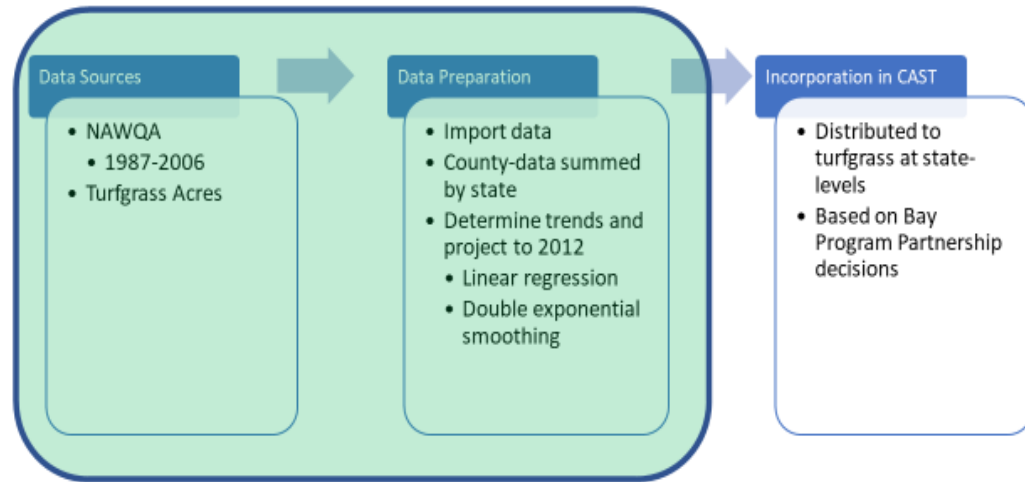 Data Sources
• NAWQA
• 1987-2006
• Turfgrass Acres
Data Preparation
• Import data
• County-data summed
by state
• Determine trends and
project to 2012
• Linear regression
• Double exponential
smoothing
Incorporation in CAST
• Distributed to
turfgrass at state-
levels
• Based on Bay
Program Partnership
decisions